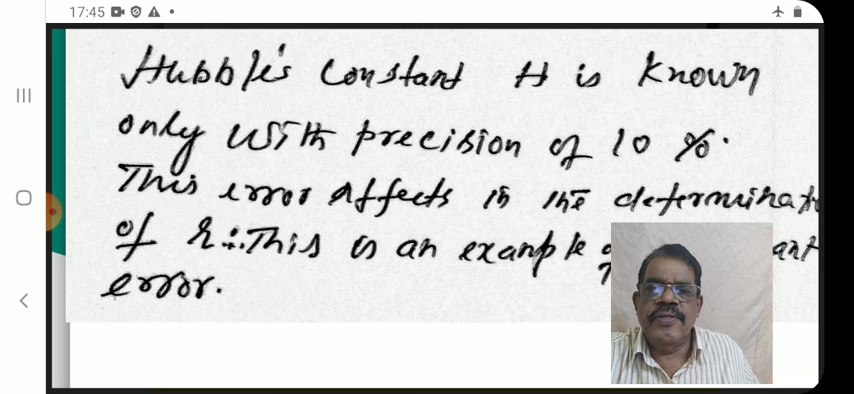 17:45
Hubble's Constant H is known
only with precision of 10 %.
This error affects in the
of r ∴ This is an example
error.